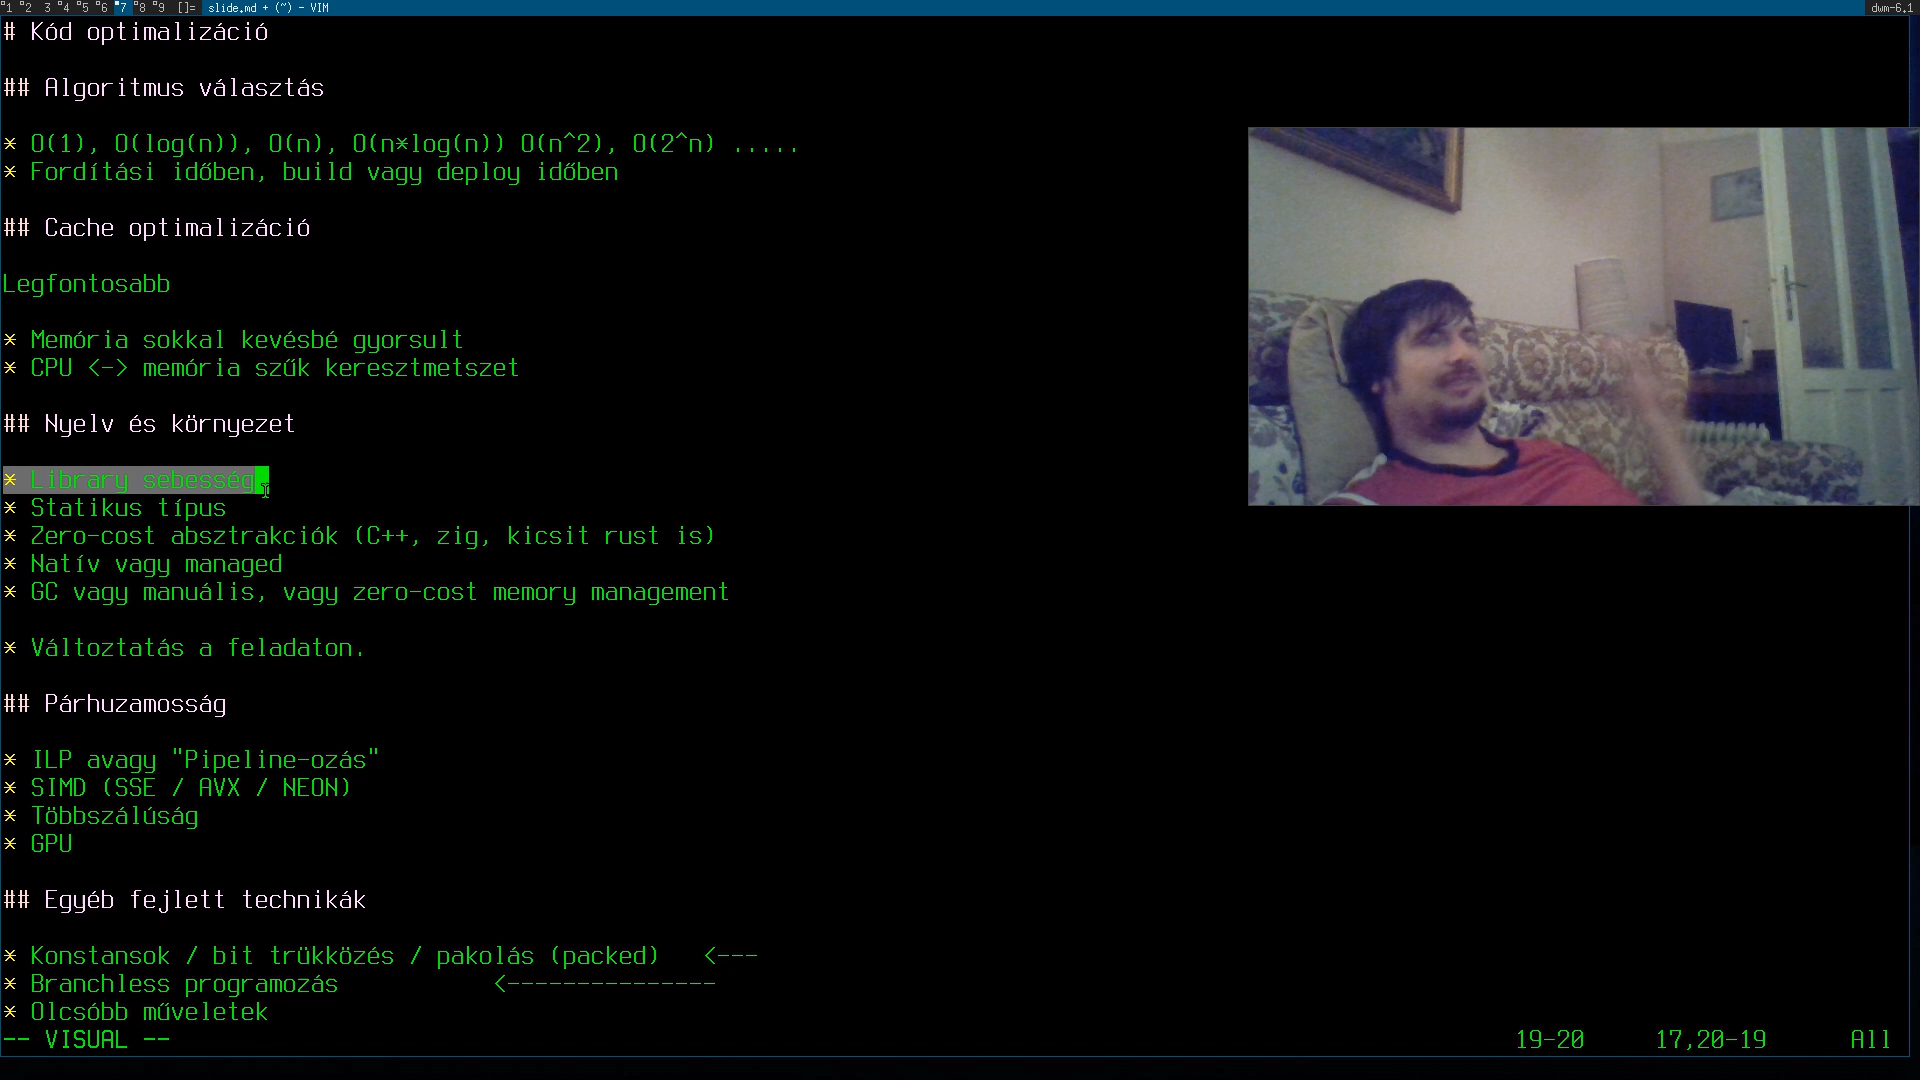 1 2 3 4 5 6 7 8 9 []= slide.md + (~) - VIM dwm-6.1
# Kód optimalizáció
## Algoritmus választás
* O(1), O(log(n)), O(n), O(n*log(n)) O(n^2), O(2^n) .....
* Fordítási időben, build vagy deploy időben
## Cache optimalizáció
Legfontosabb
* Memória sokkal kevésbé gyorsult
* CPU <-> memória szűk keresztmetszet
## Nyelv és környezet
* Library sebesség
* Statikus típus
* Zero-cost absztrakciók (C++, zig, kicsit rust is)
* Natív vagy managed
* GC vagy manuális, vagy zero-cost memory management
* Változtatás a feladaton.
## Párhuzamosság
* ILP avagy "Pipeline-ozás"
* SIMD (SSE / AVX / NEON)
* Többszálúság
* GPU
## Egyéb fejlett technikák
* Konstansok / bit trükközés / pakolás (packed) <---
* Branchless programozás <---------------
* Olcsóbb műveletek
-- VISUAL -- 19-20 17,20-19 All